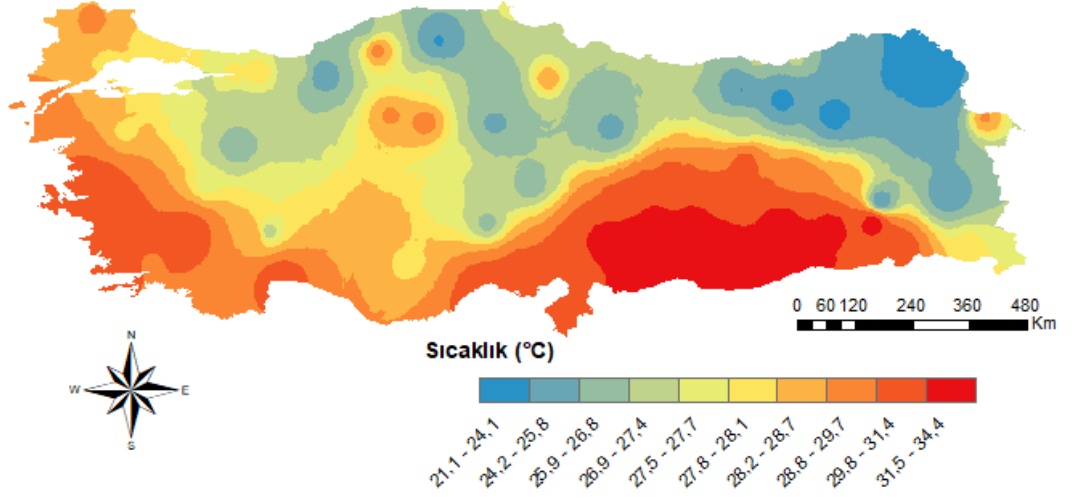 0 60 120 240 360 480
Km
N
W E
S
Sıcaklık (°C)
21,1 - 24,1
24,2 - 25,8
25,9 - 26,8
26,9 - 27,4
27,5 - 27,7
27,8 - 28,1
28,2 - 28,7
28,8 - 29,7
29,8 - 31,4
31,5 - 34,4